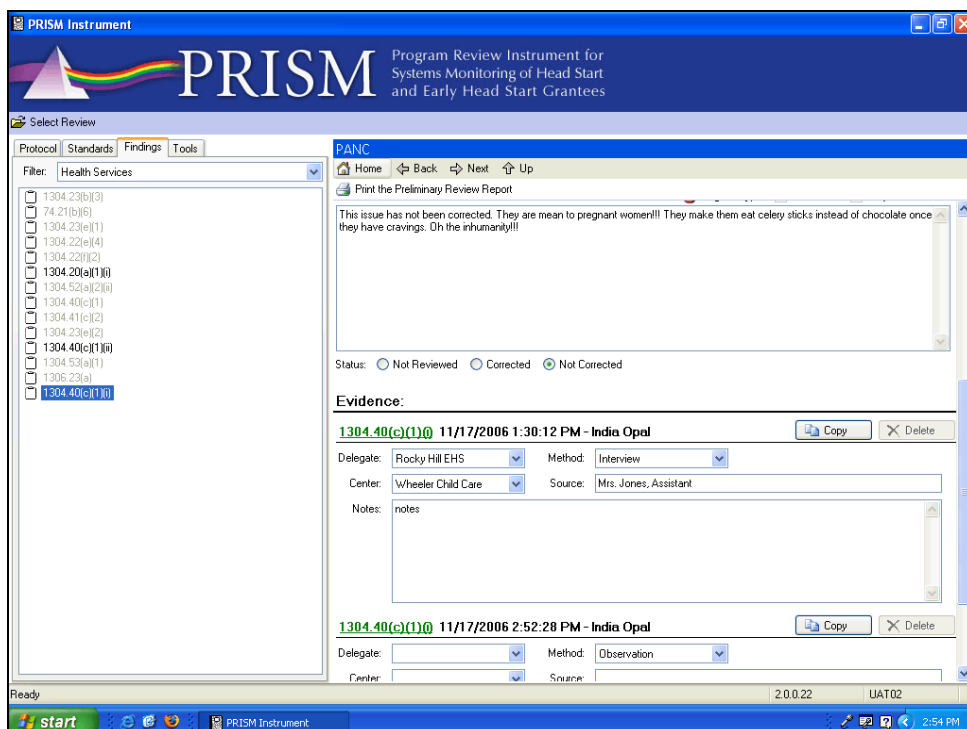 PRISM Instrument
PRISM
Program Review Instrument for
Systems Monitoring of Head Start
and Early Head Start Grantees
Select Review
Protocol Standards Findings Tools
Filter: Health Services
1304.23(b)(3)
74.21(b)(6)
1304.23(e)(1)
1304.22(e)(4)
1304.22(f)(2)
1304.20(a)(1)(i)
1304.52(a)(2)(ii)
1304.40(c)(1)
1304.41(c)(2)
1304.23(e)(2)
1304.40(c)(1)(ii)
1304.53(a)(1)
1306.23(a)
1304.40(c)(1)(i)
PANC
Home Back Next Up
Print the Preliminary Review Report
This issue has not been corrected. They are mean to pregnant women!!! They make them eat celery sticks instead of chocolate once
they have cravings. Oh the inhumanity!!!
Status: Not Reviewed Corrected Not Corrected
Evidence:
1304.40(c)(1)(i) 11/17/2006 1:30:12 PM - India Opal Copy Delete
Delegate: Rocky Hill EHS Method: Interview
Center: Wheeler Child Care Source: Mrs. Jones, Assistant
Notes: notes
1304.40(c)(1)(i) 11/17/2006 2:52:28 PM - India Opal Copy Delete
Delegate: Method: Observation
Center: Source:
Ready 2.0.0.22 UAT02
start PRISM Instrument 2:54 PM